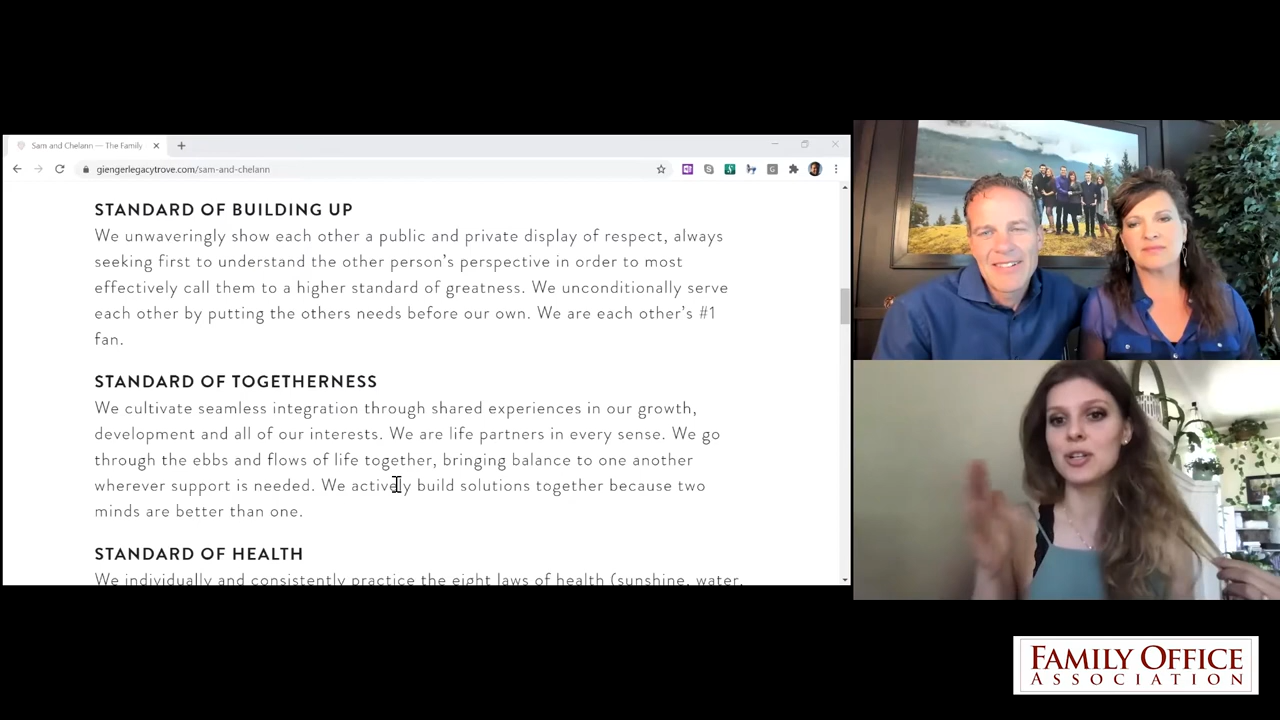 Sam and Chelann — The Family
giengerlegacytrove.com/sam-and-chelann
STANDARD OF BUILDING UP
We unwaveringly show each other a public and private display of respect, always
seeking first to understand the other person's perspective in order to most
effectively call them to a higher standard of greatness. We unconditionally serve
each other by putting the others needs before our own. We are each other's #1
fan.
STANDARD OF TOGETHERNESS
We cultivate seamless integration through shared experiences in our growth,
development and all of our interests. We are life partners in every sense. We go
through the ebbs and flows of life together, bringing balance to one another
wherever support is needed. We actively build solutions together because two
minds are better than one.
STANDARD OF HEALTH
We individually and consistently practice the eight laws of health (sunshine, water,
FAMILY OFFICE
ASSOCIATION